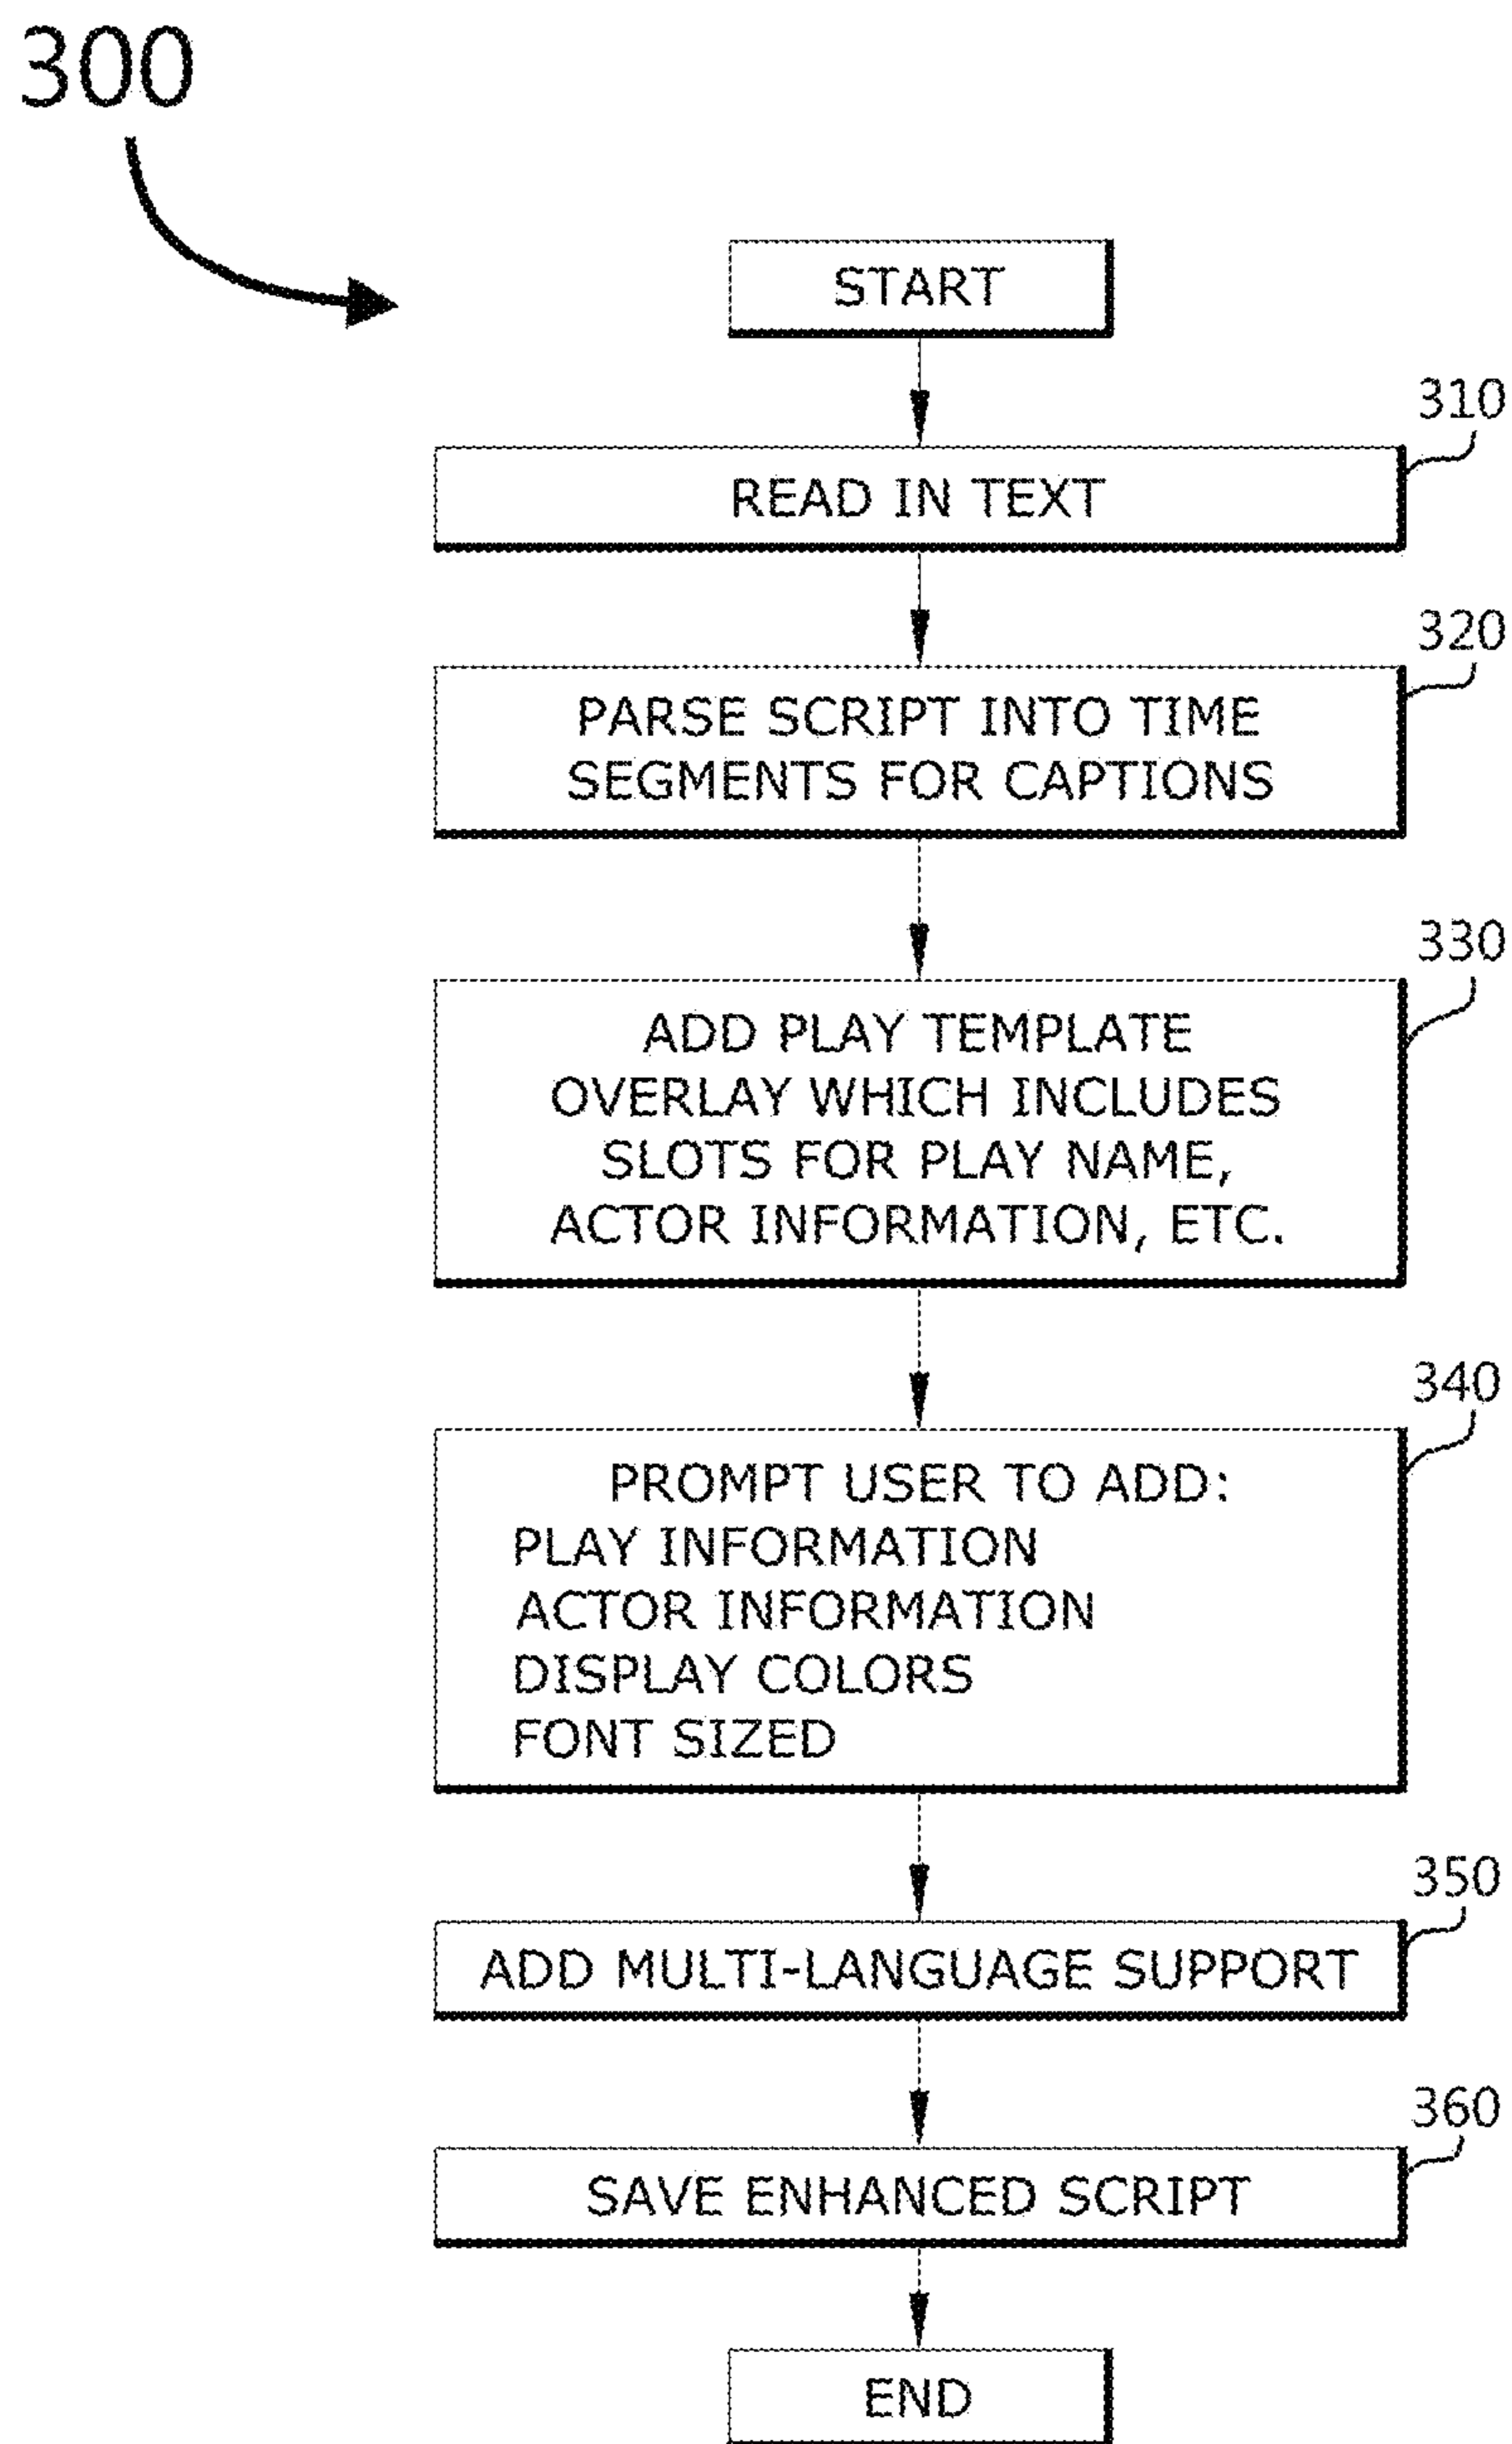 300
START
310
READ IN TEXT
320
PARSE SCRIPT INTO TIME
SEGMENTS FOR CAPTIONS
330
ADD PLAY TEMPLATE
OVERLAY WHICH INCLUDES
SLOTS FOR PLAY NAME,
ACTOR INFORMATION, ETC.
340
PROMPT USER TO ADD:
PLAY INFORMATION
ACTOR INFORMATION
DISPLAY COLORS
FONT SIZED
350
ADD MULTI-LANGUAGE SUPPORT
360
SAVE ENHANCED SCRIPT
END